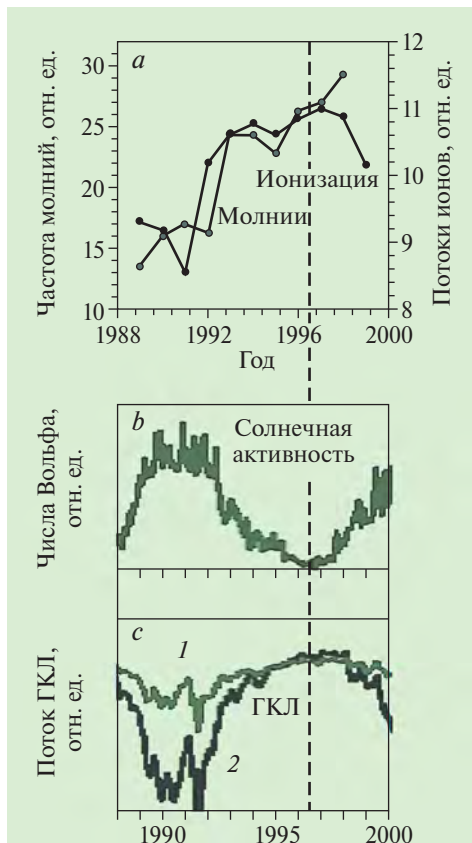 a
Частота молний, отн. ед.
30
25
20
15
10
12
11
10
9
8
Потоки ионов, отн. ед.
Ионизация
Молнии
1988 1992 1996 2000
Год
b
Числа Вольфа,
отн. ед.
Солнечная
активность
c
Поток ГКЛ,
отн. ед.
1
ГКЛ
2
1990 1995 2000